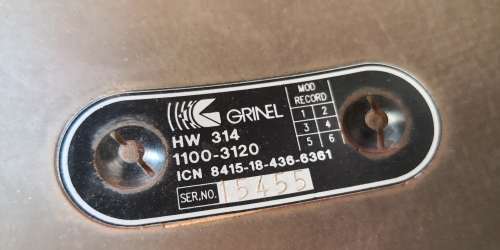 GRINEL
HW 314
1100-3120
ICN 8415-18-436-6361
SER.NO. 15455
MOD
RECORD
1 2
3 4
5 6